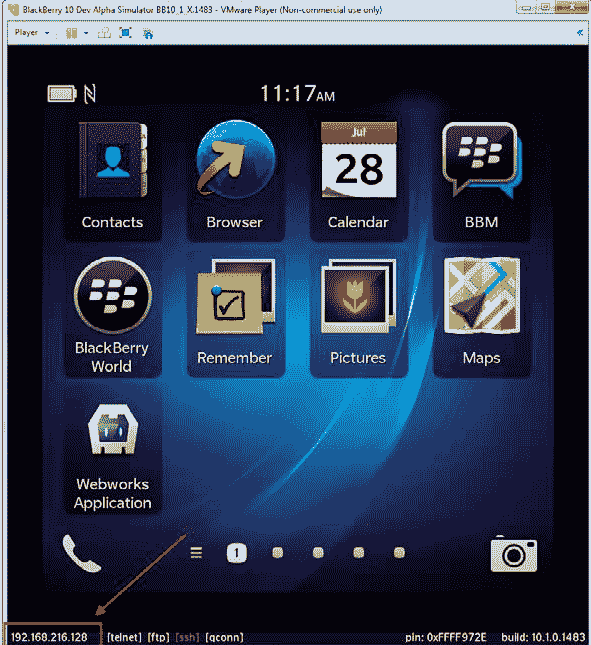 BlackBerry 10 Dev Alpha Simulator BB10_1_X.1483 - VMware Player (Non-commercial use only)
Player
11:17AM
Jul
28
Contacts Browser Calendar BBM
BlackBerry World Remember Pictures Maps
Webworks Application
1
192.168.216.128 [telnet] [ftp] [ssh] [qconn] pin: 0xFFFF972E build: 10.1.0.1483